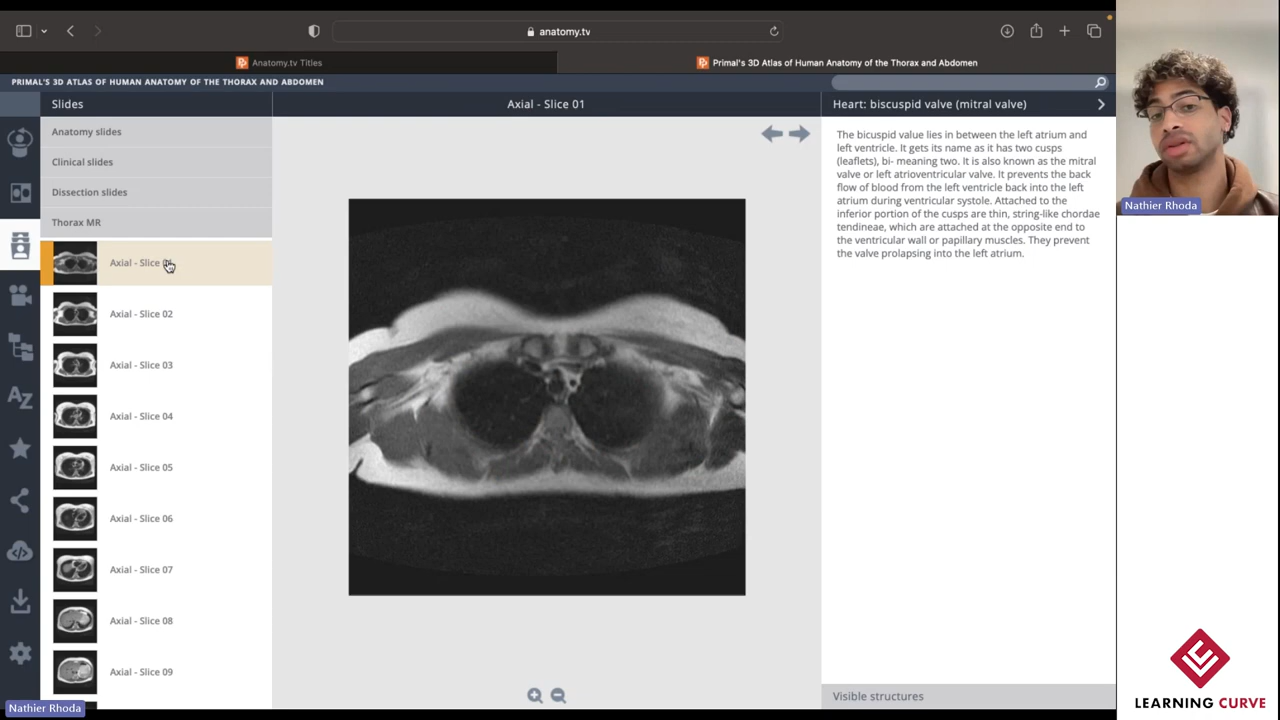 anatomy.tv
Anatomy.tv Titles
Primal's 3D Atlas of Human Anatomy of the Thorax and Abdomen
PRIMAL'S 3D ATLAS OF HUMAN ANATOMY OF THE THORAX AND ABDOMEN
Slides
Anatomy slides
Clinical slides
Dissection slides
Thorax MR
Axial - Slice 01
Axial - Slice 02
Axial - Slice 03
Axial - Slice 04
Axial - Slice 05
Axial - Slice 06
Axial - Slice 07
Axial - Slice 08
Axial - Slice 09
AZ
Nathier Rhoda
Axial - Slice 01
Heart: biscuspid valve (mitral valve)
The bicuspid value lies in between the left atrium and
left ventricle. It gets its name as it has two cusps
(leaflets), bi- meaning two. It is also known as the mitral
valve or left atrioventricular valve. It prevents the back
flow of blood from the left ventricle back into the left
atrium during ventricular systole. Attached to the
inferior portion of the cusps are thin, string-like chordae
tendineae, which are attached at the opposite end to
the ventricular wall or papillary muscles. They prevent
the valve prolapsing into the left atrium.
Visible structures
Nathier Rhoda
LEARNING CURVE